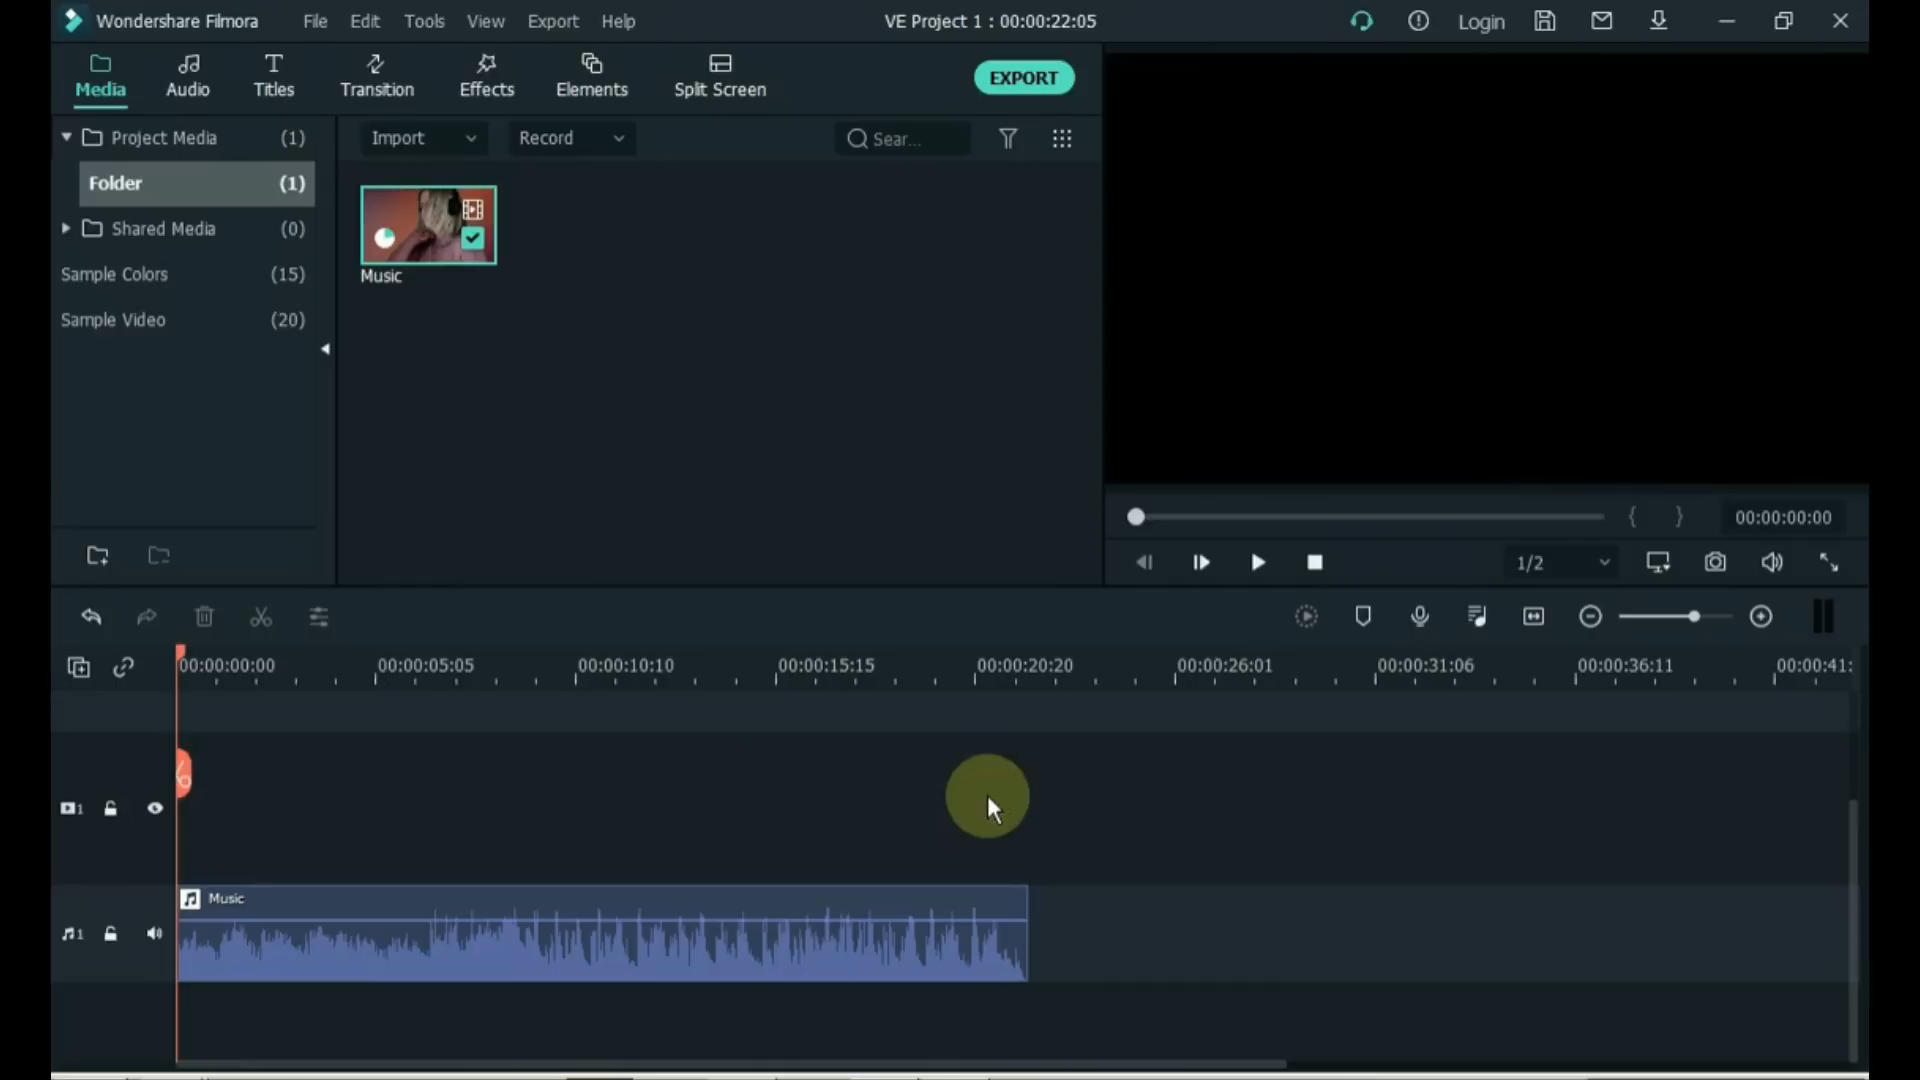 Wondershare Filmora File Edit Tools View Export Help VE Project 1 : 00:00:22:05 Login
Media Audio Titles Transition Effects Elements Split Screen EXPORT
Project Media (1)
Folder (1)
Shared Media (0)
Sample Colors (15)
Sample Video (20)
Import Record Sear...
Music
00:00:00:00
1/2
00:00:00:00 00:00:05:05 00:00:10:10 00:00:15:15 00:00:20:20 00:00:26:01 00:00:31:06 00:00:36:11 00:00:41:
1
Music
1